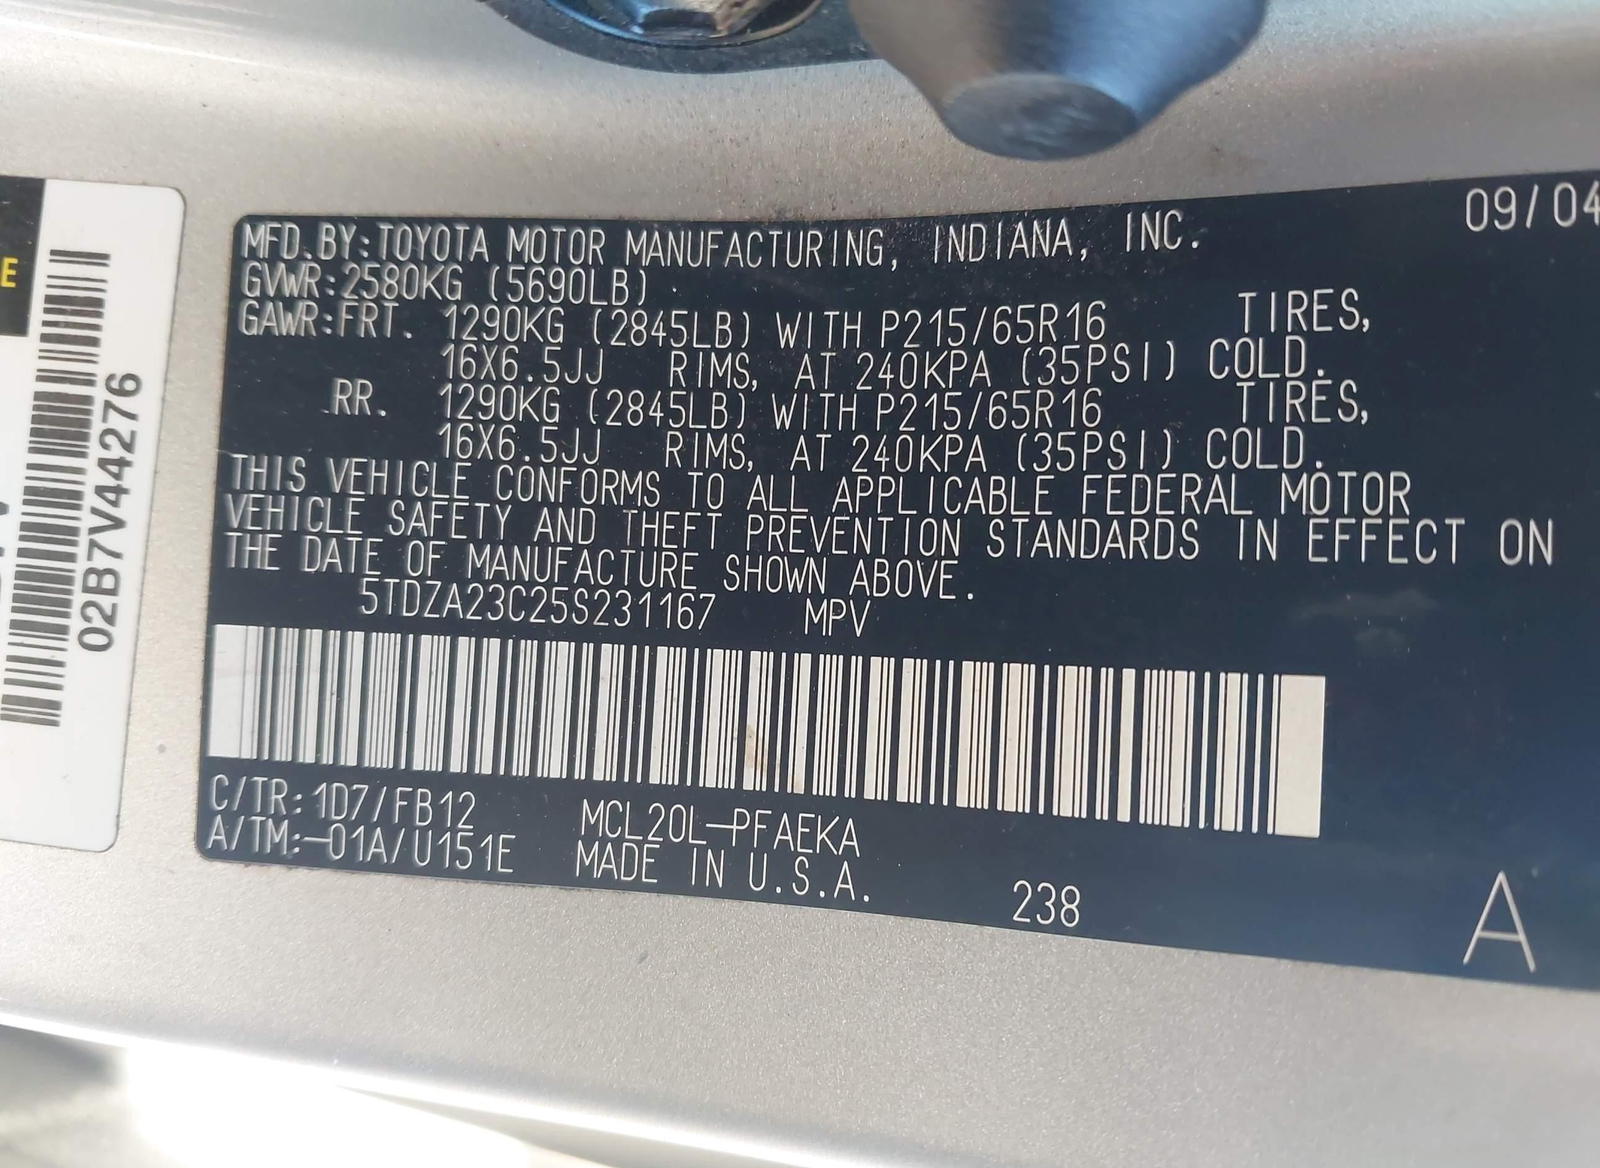 09/04
MFD.BY:TOYOTA MOTOR MANUFACTURING, INDIANA, INC.
GVWR:2580KG (5690LB)
GAWR:FRT. 1290KG (2845LB) WITH P215/65R16 TIRES,
16X6.5JJ RIMS, AT 240KPA (35PSI) COLD.
RR. 1290KG (2845LB) WITH P215/65R16 TIRES,
16X6.5JJ RIMS, AT 240KPA (35PSI) COLD.
THIS VEHICLE CONFORMS TO ALL APPLICABLE FEDERAL MOTOR
VEHICLE SAFETY AND THEFT PREVENTION STANDARDS IN EFFECT ON
THE DATE OF MANUFACTURE SHOWN ABOVE.
5TDZA23C25S231167 MPV
C/TR:1D7/FB12 MCL20L-PFAEKA
A/TM:-01A/U151E MADE IN U.S.A.
238
A
02B7V44276
E